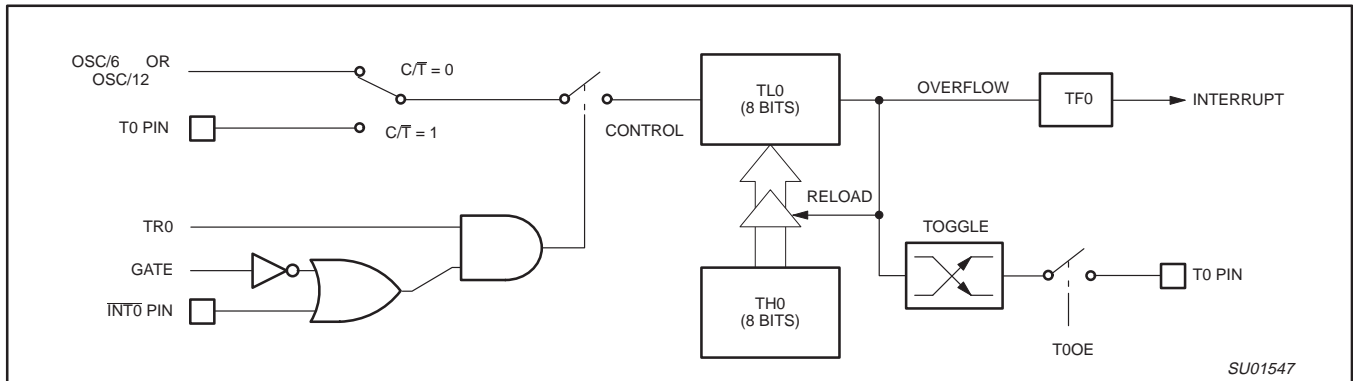 OSC/6 OR
OSC/12
C/T̅ = 0
T0 PIN
C/T̅ = 1
CONTROL
TL0
(8 BITS)
OVERFLOW
TF0
INTERRUPT
RELOAD
TR0
GATE
I̅N̅T̅0̅ PIN
TH0
(8 BITS)
TOGGLE
T0 PIN
T0OE
SU01547